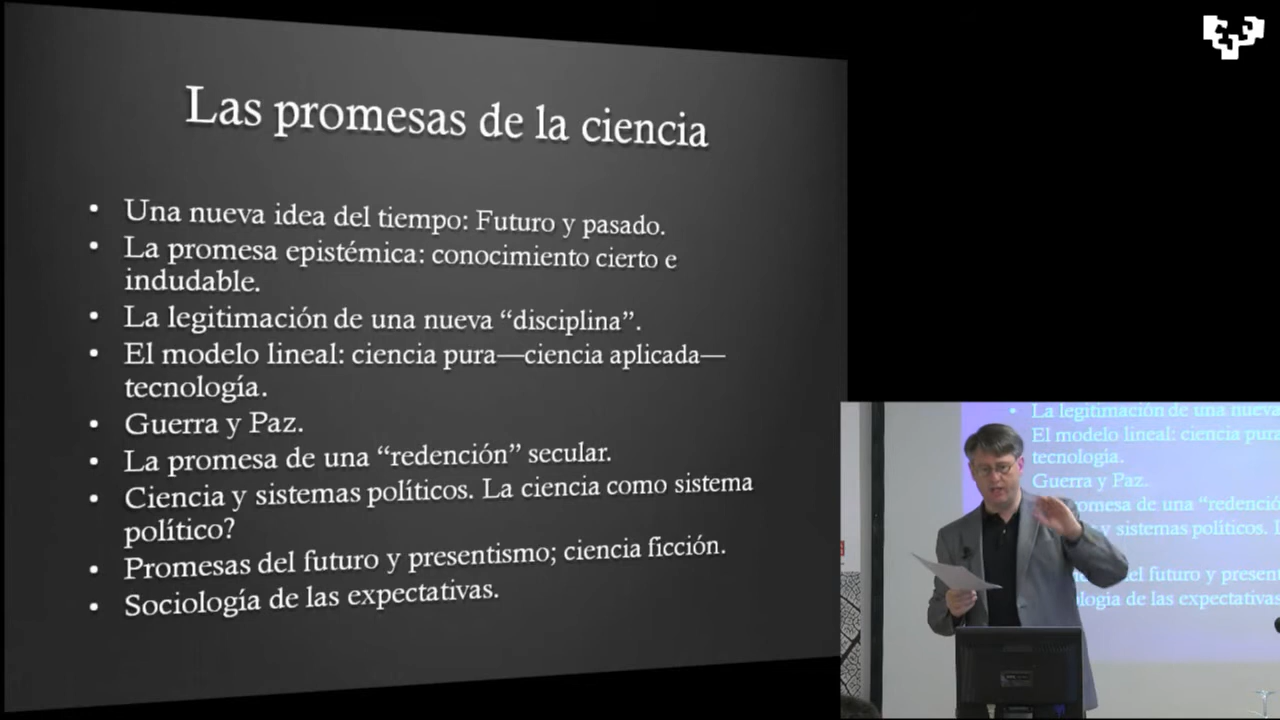 Las promesas de la ciencia
• Una nueva idea del tiempo: Futuro y pasado.
• La promesa epistémica: conocimiento cierto e
indudable.
• La legitimación de una nueva “disciplina”.
• El modelo lineal: ciencia pura—ciencia aplicada—
tecnología.
• Guerra y Paz.
• La promesa de una “redención” secular.
• Ciencia y sistemas políticos. La ciencia como sistema
político?
• Promesas del futuro y presentismo; ciencia ficción.
• Sociología de las expectativas.
• La legitimación de una nueva
El modelo lineal: ciencia pura
tecnología.
Guerra y Paz.
omesa de una “redenció
y sistemas políticos. I
el futuro y present
ología de las expectativas